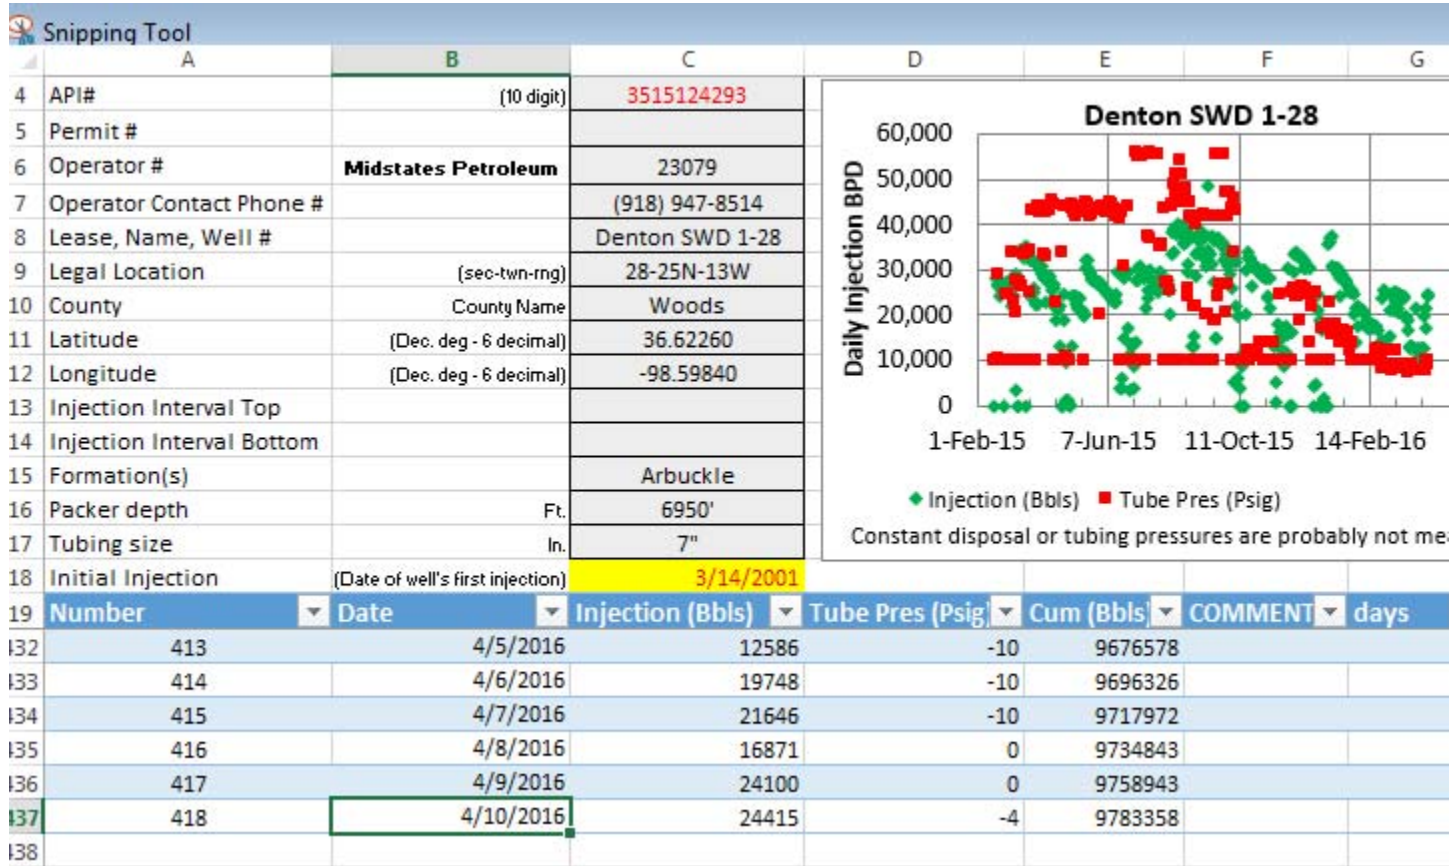 Snipping Tool
A B C D E F G
4 API# (10 digit) 3515124293
5 Permit #
6 Operator # Midstates Petroleum 23079
7 Operator Contact Phone # (918) 947-8514
8 Lease, Name, Well # Denton SWD 1-28
9 Legal Location (sec-twn-rng) 28-25N-13W
10 County County Name Woods
11 Latitude (Dec. deg - 6 decimal) 36.62260
12 Longitude (Dec. deg - 6 decimal) -98.59840
13 Injection Interval Top
14 Injection Interval Bottom
15 Formation(s) Arbuckle
16 Packer depth Ft. 6950'
17 Tubing size In. 7"
18 Initial Injection (Date of well's first injection) 3/14/2001
Denton SWD 1-28
Daily Injection BPD
60,000
50,000
40,000
30,000
20,000
10,000
0
1-Feb-15 7-Jun-15 11-Oct-15 14-Feb-16
Injection (Bbls) Tube Pres (Psig)
Constant disposal or tubing pressures are probably not mea
19 Number Date Injection (Bbls) Tube Pres (Psig) Cum (Bbls) COMMENT days
432 413 4/5/2016 12586 -10 9676578
433 414 4/6/2016 19748 -10 9696326
434 415 4/7/2016 21646 -10 9717972
435 416 4/8/2016 16871 0 9734843
436 417 4/9/2016 24100 0 9758943
437 418 4/10/2016 24415 -4 9783358
438